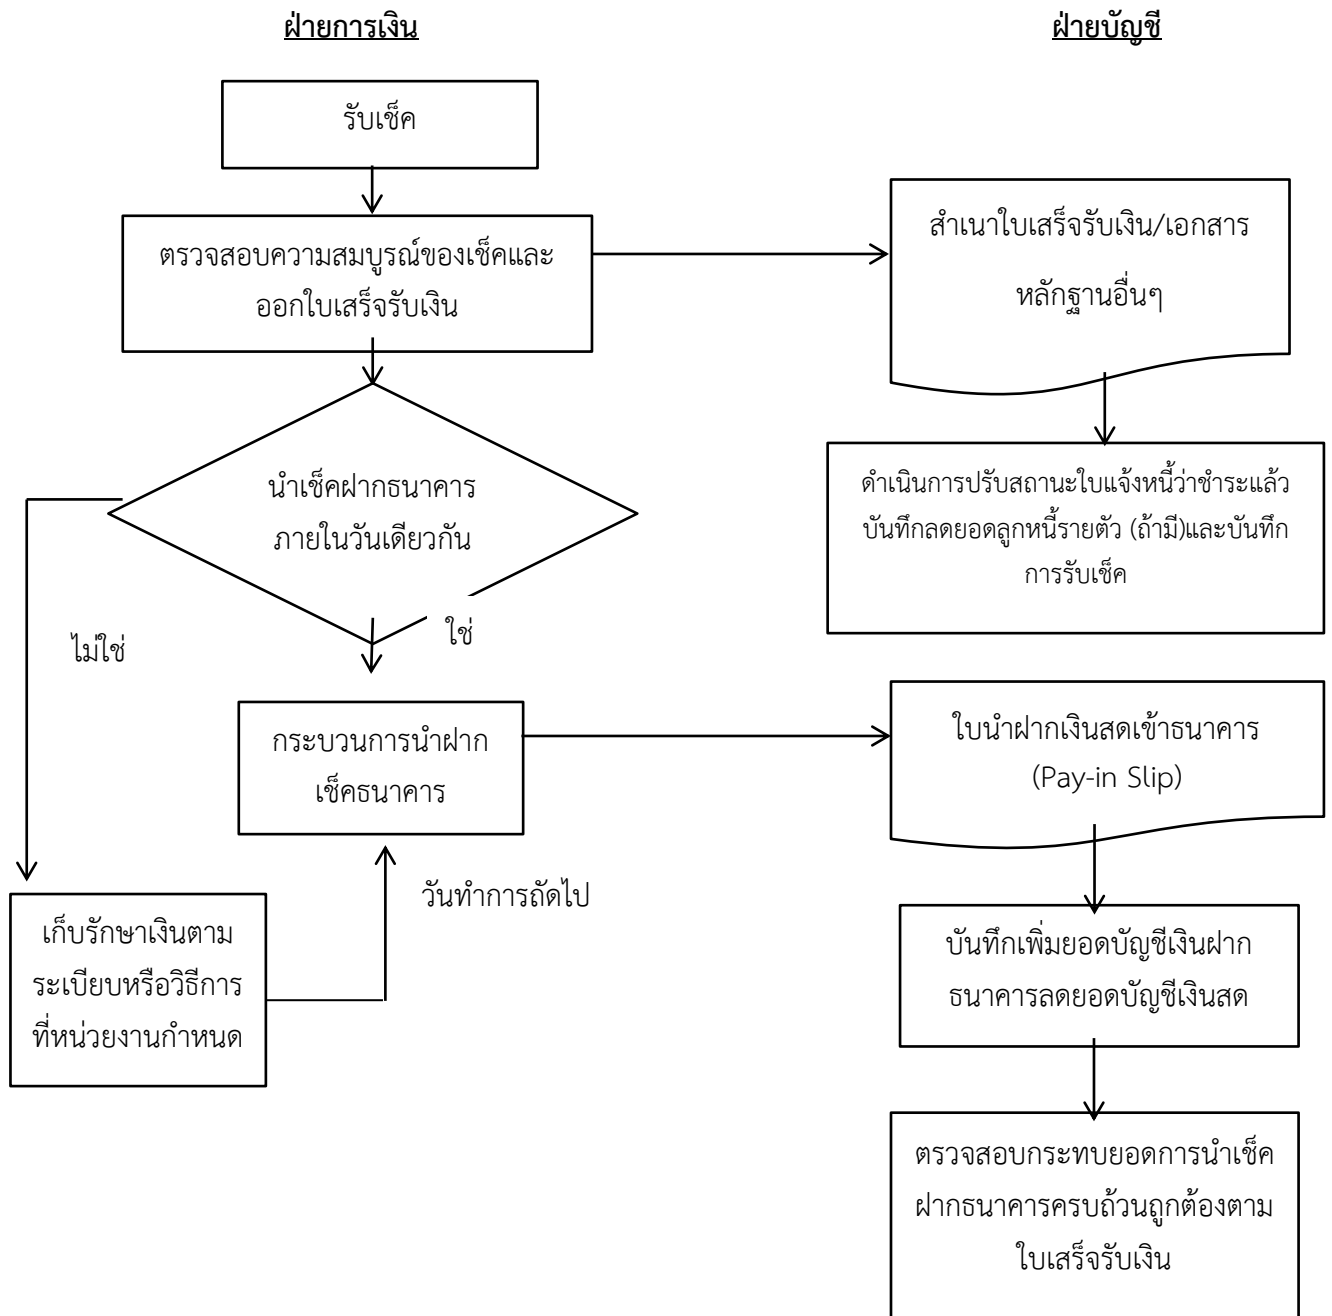 ฝ่ายการเงิน
ฝ่ายบัญชี
รับเช็ค
ตรวจสอบความสมบูรณ์ของเช็คและ
ออกใบเสร็จรับเงิน
สำเนาใบเสร็จรับเงิน/เอกสาร
หลักฐานอื่นๆ
นำเช็คฝากธนาคาร
ภายในวันเดียวกัน
ดำเนินการปรับสถานะใบแจ้งหนี้ว่าชำระแล้ว
บันทึกลดยอดลูกหนี้รายตัว (ถ้ามี)และบันทึก
การรับเช็ค
ไม่ใช่
ใช่
กระบวนการนำฝาก
เช็คธนาคาร
ใบนำฝากเงินสดเข้าธนาคาร
(Pay-in Slip)
วันทำการถัดไป
เก็บรักษาเงินตาม
ระเบียบหรือวิธีการ
ที่หน่วยงานกำหนด
บันทึกเพิ่มยอดบัญชีเงินฝาก
ธนาคารลดยอดบัญชีเงินสด
ตรวจสอบกระทบยอดการนำเช็ค
ฝากธนาคารครบถ้วนถูกต้องตาม
ใบเสร็จรับเงิน